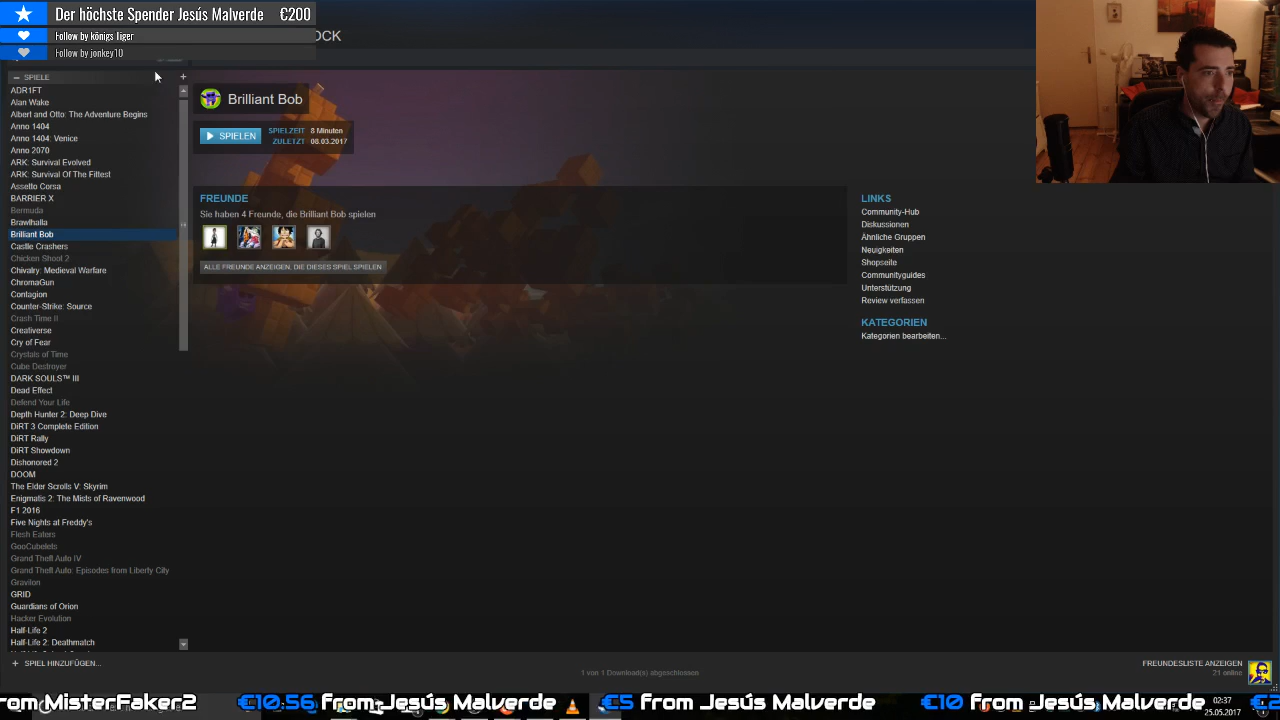 Der höchste Spender Jesús Malverde €200
Follow by königs Tiger
OCK
Follow by jonkey10
SPIELE
ADR1FT
Alan Wake
Albert and Otto: The Adventure Begins
Anno 1404
Anno 1404: Venice
Anno 2070
ARK: Survival Evolved
ARK: Survival Of The Fittest
Assetto Corsa
BARRIER X
Bermuda
Brawlhalla
Brilliant Bob
Castle Crashers
Chicken Shoot 2
Chivalry: Medieval Warfare
ChromaGun
Contagion
Counter-Strike: Source
Crash Time II
Creativerse
Cry of Fear
Crystals of Time
Cube Destroyer
DARK SOULS™ III
Dead Effect
Defend Your Life
Depth Hunter 2: Deep Dive
DiRT 3 Complete Edition
DiRT Rally
DiRT Showdown
Dishonored 2
DOOM
The Elder Scrolls V: Skyrim
Enigmatis 2: The Mists of Ravenwood
F1 2016
Five Nights at Freddy's
Flesh Eaters
GooCubelets
Grand Theft Auto IV
Grand Theft Auto: Episodes from Liberty City
Gravilon
GRID
Guardians of Orion
Hacker Evolution
Half-Life 2
Half-Life 2: Deathmatch
SPIEL HINZUFÜGEN...
Brilliant Bob
SPIELEN
SPIELZEIT 8 Minuten
ZULETZT 08.03.2017
FREUNDE
Sie haben 4 Freunde, die Brilliant Bob spielen
ALLE FREUNDE ANZEIGEN, DIE DIESES SPIEL SPIELEN
LINKS
Community-Hub
Diskussionen
Ähnliche Gruppen
Neuigkeiten
Shopseite
Communityguides
Unterstützung
Review verfassen
KATEGORIEN
Kategorien bearbeiten...
1 von 1 Download(s) abgeschlossen
FREUNDESLISTE ANZEIGEN
21 online
om MisterFaker2 €10.56 from Jesús Malverde €5 from Jesús Malverde €10 from Jesús Malverde
02:37
25.05.2017